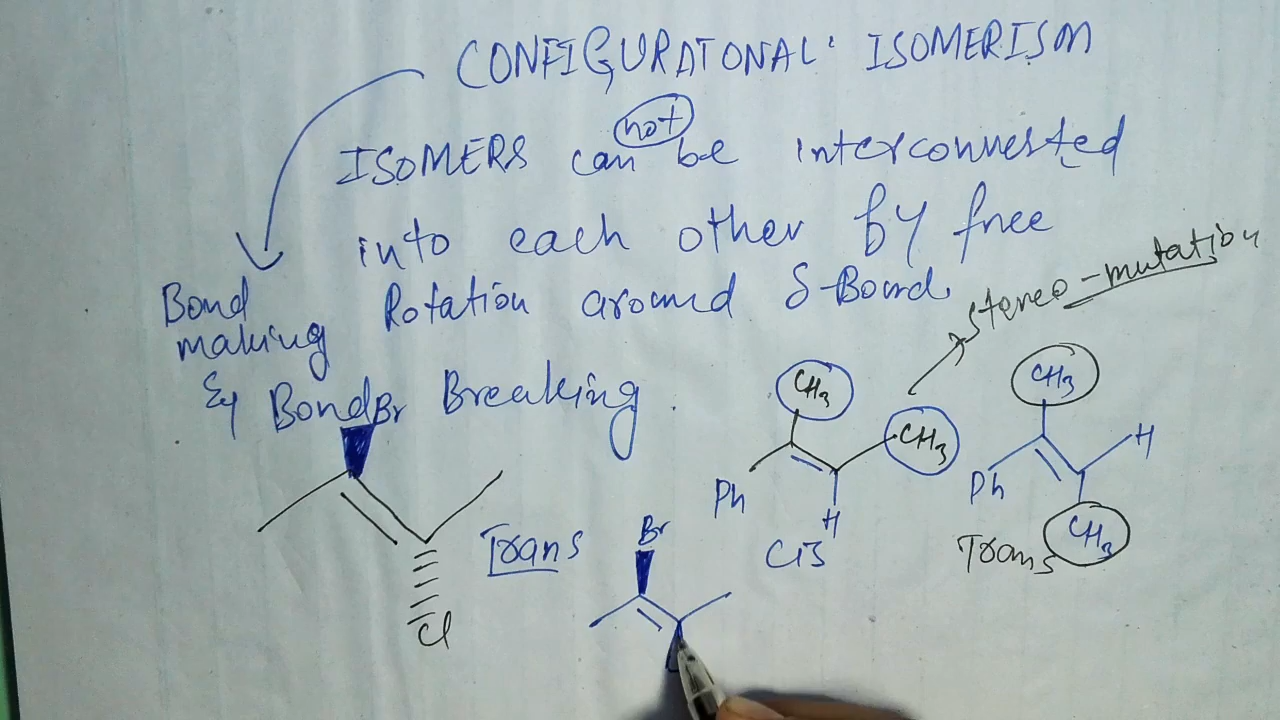 CONFIGURATONAL ISOMERISM
ISOMERS can not be interconverted
into each other by free
Rotation around δ-Bond.
Bond
making
& Bond Breaking.
stereo-mutation
Br
Cl
Trans
Br
CH3
CH3
Ph
H
Cis
CH3
H
Ph
CH3
Trans